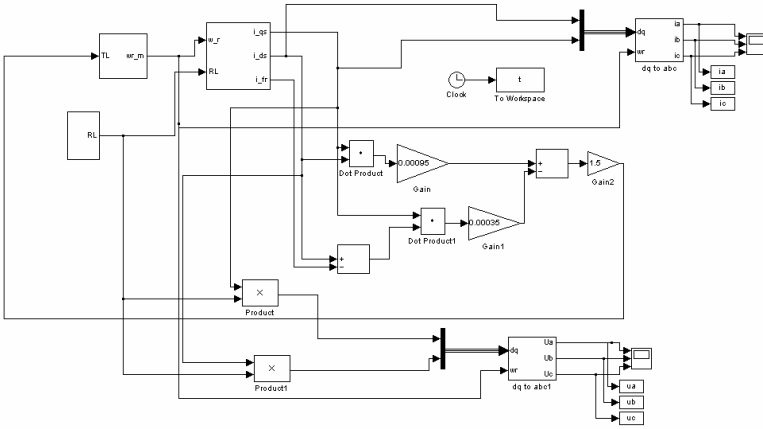 TL
wr_m
w_r
RL
i_qs
i_ds
i_fr
RL
Clock
t
To Workspace
dq
wr
ia
ib
ic
dq to abc
ia
ib
ic
Dot Product
0.00095
Gain
+
−
1.5
Gain2
Dot Product1
0.00035
Gain1
+
−
×
Product
×
Product1
dq
wr
Ua
Ub
Uc
dq to abc1
ua
ub
uc